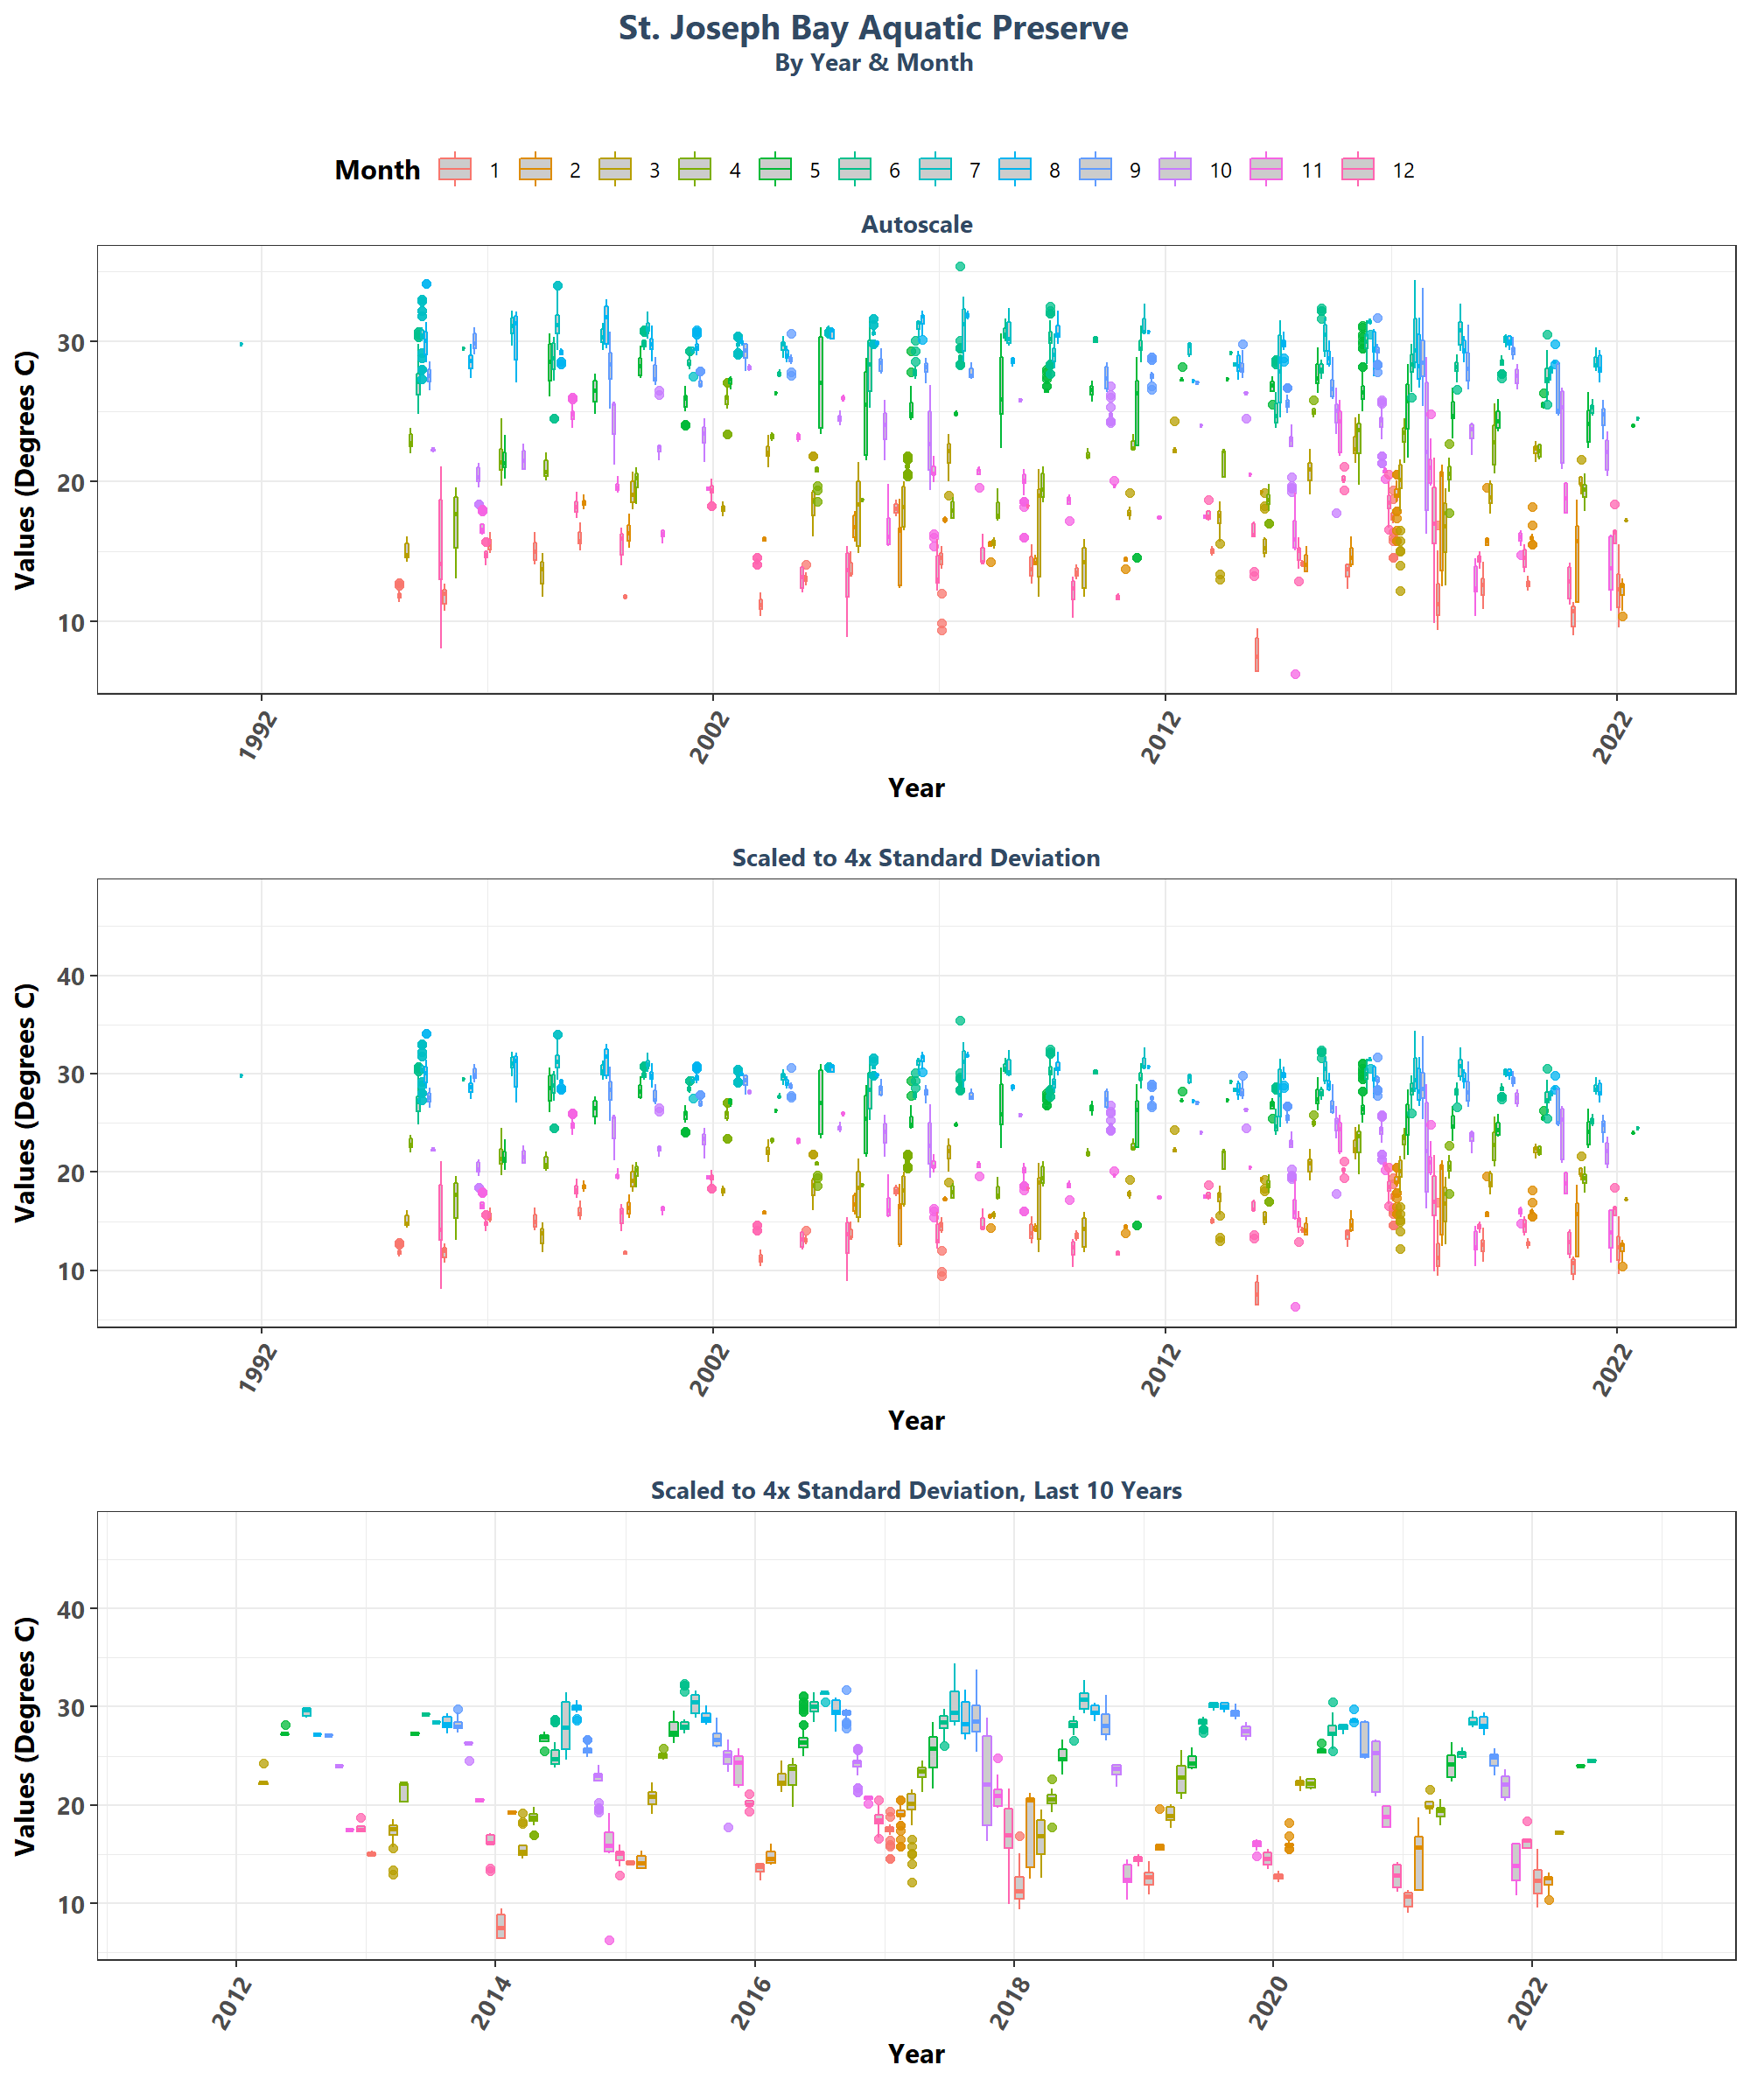 St. Joseph Bay Aquatic Preserve
By Year & Month
Month 1 2 3 4 5 6 7 8 9 10 11 12
Autoscale
Values (Degrees C)
30
20
10
1992 2002 2012 2022
Year
Scaled to 4x Standard Deviation
Values (Degrees C)
40
30
20
10
1992 2002 2012 2022
Year
Scaled to 4x Standard Deviation, Last 10 Years
Values (Degrees C)
40
30
20
10
2012 2014 2016 2018 2020 2022
Year